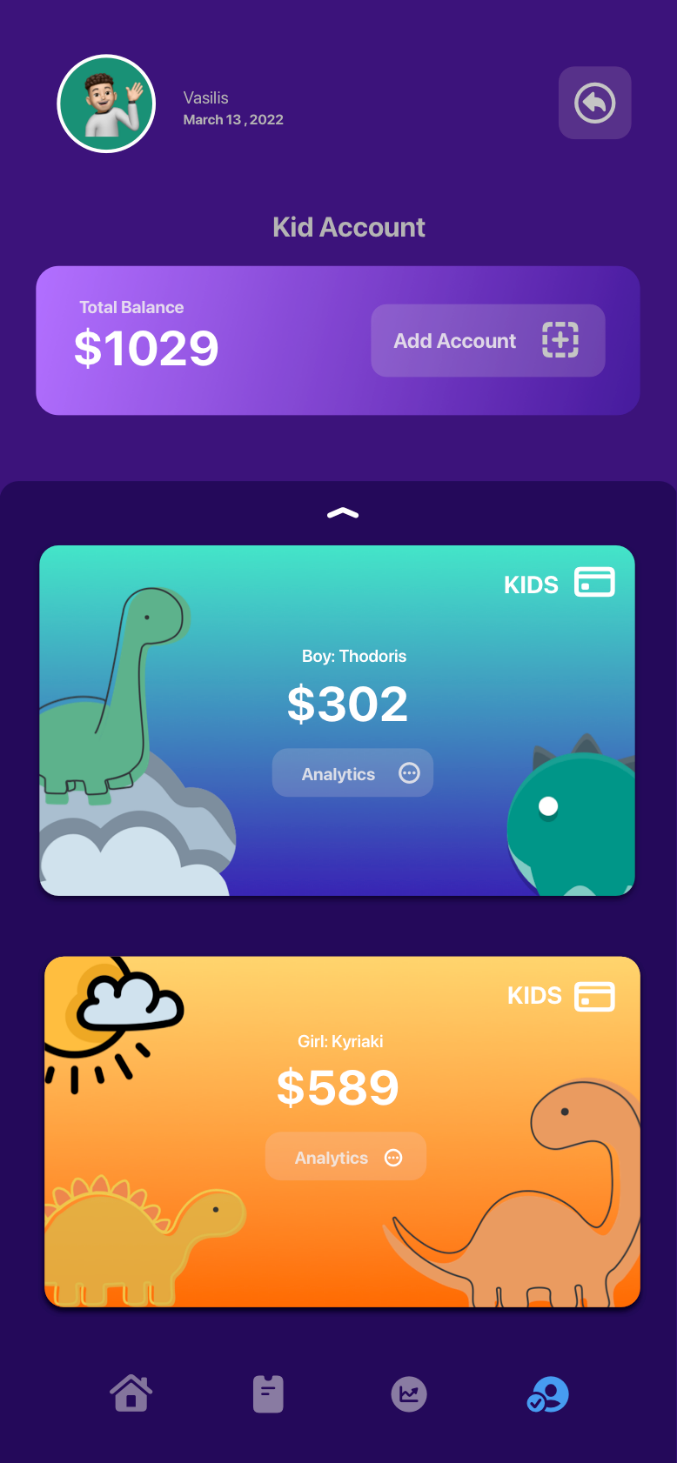 Vasilis
March 13 , 2022
Kid Account
Total Balance
$1029
Add Account
KIDS
Boy: Thodoris
$302
Analytics
KIDS
Girl: Kyriaki
$589
Analytics